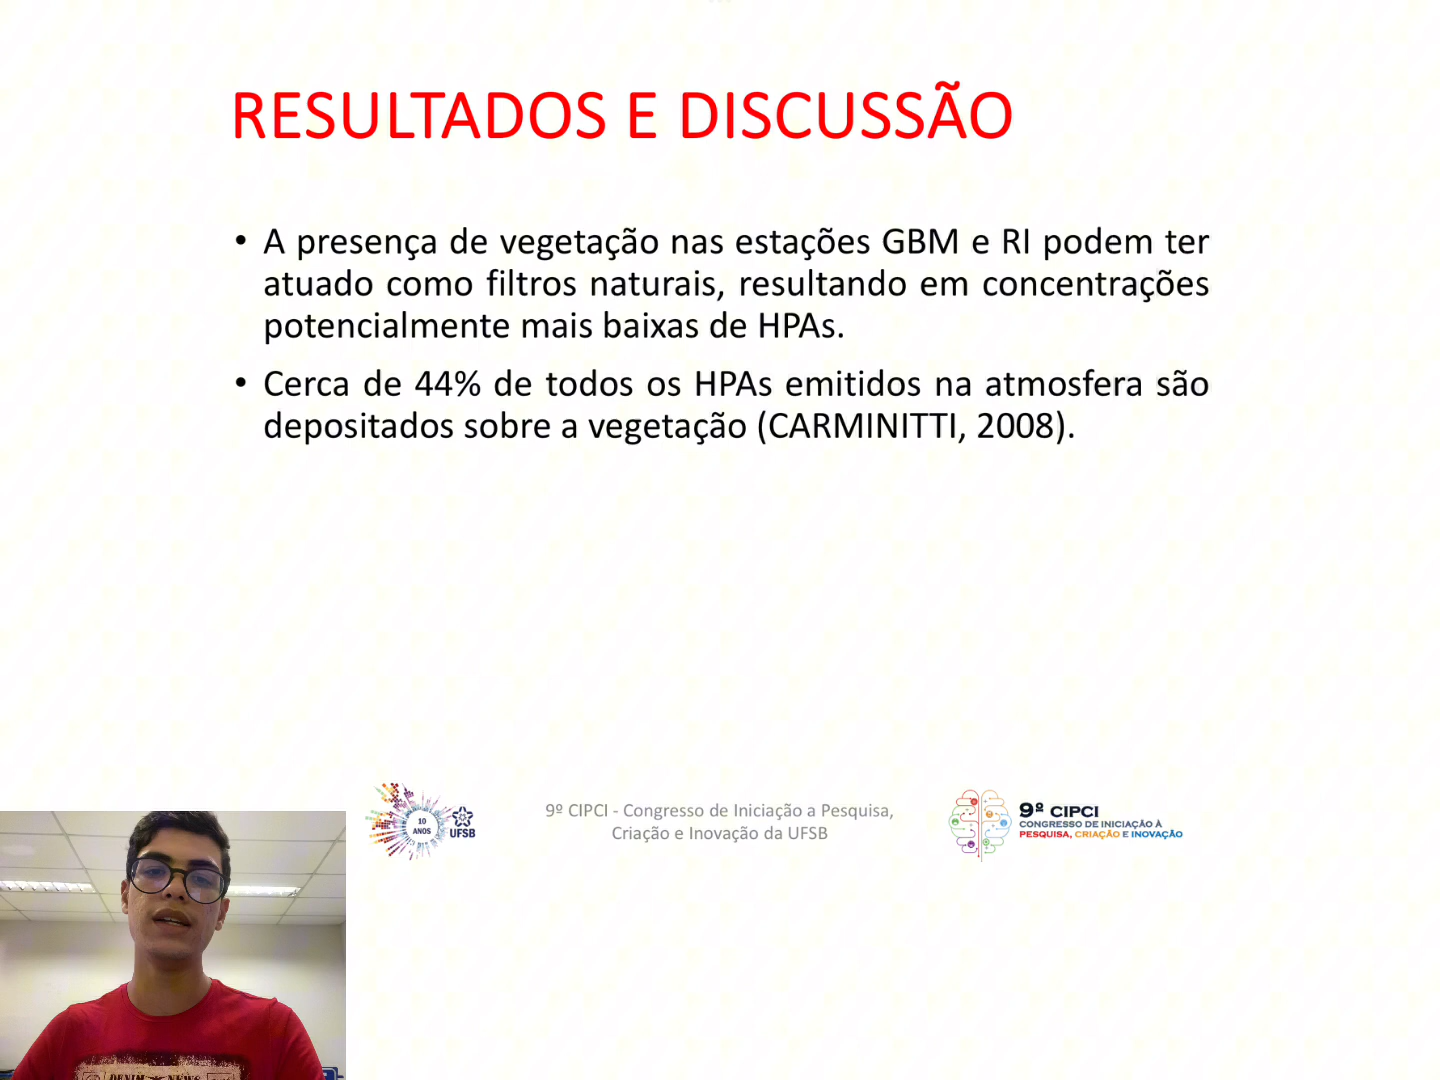 RESULTADOS E DISCUSSÃO
• A presença de vegetação nas estações GBM e RI podem ter
atuado como filtros naturais, resultando em concentrações
potencialmente mais baixas de HPAs.
• Cerca de 44% de todos os HPAs emitidos na atmosfera são
depositados sobre a vegetação (CARMINITTI, 2008).
10
ANOS
UFSB
9º CIPCI - Congresso de Iniciação a Pesquisa,
Criação e Inovação da UFSB
9º CIPCI
CONGRESSO DE INICIAÇÃO À
PESQUISA, CRIAÇÃO E INOVAÇÃO
DENIM NEWS